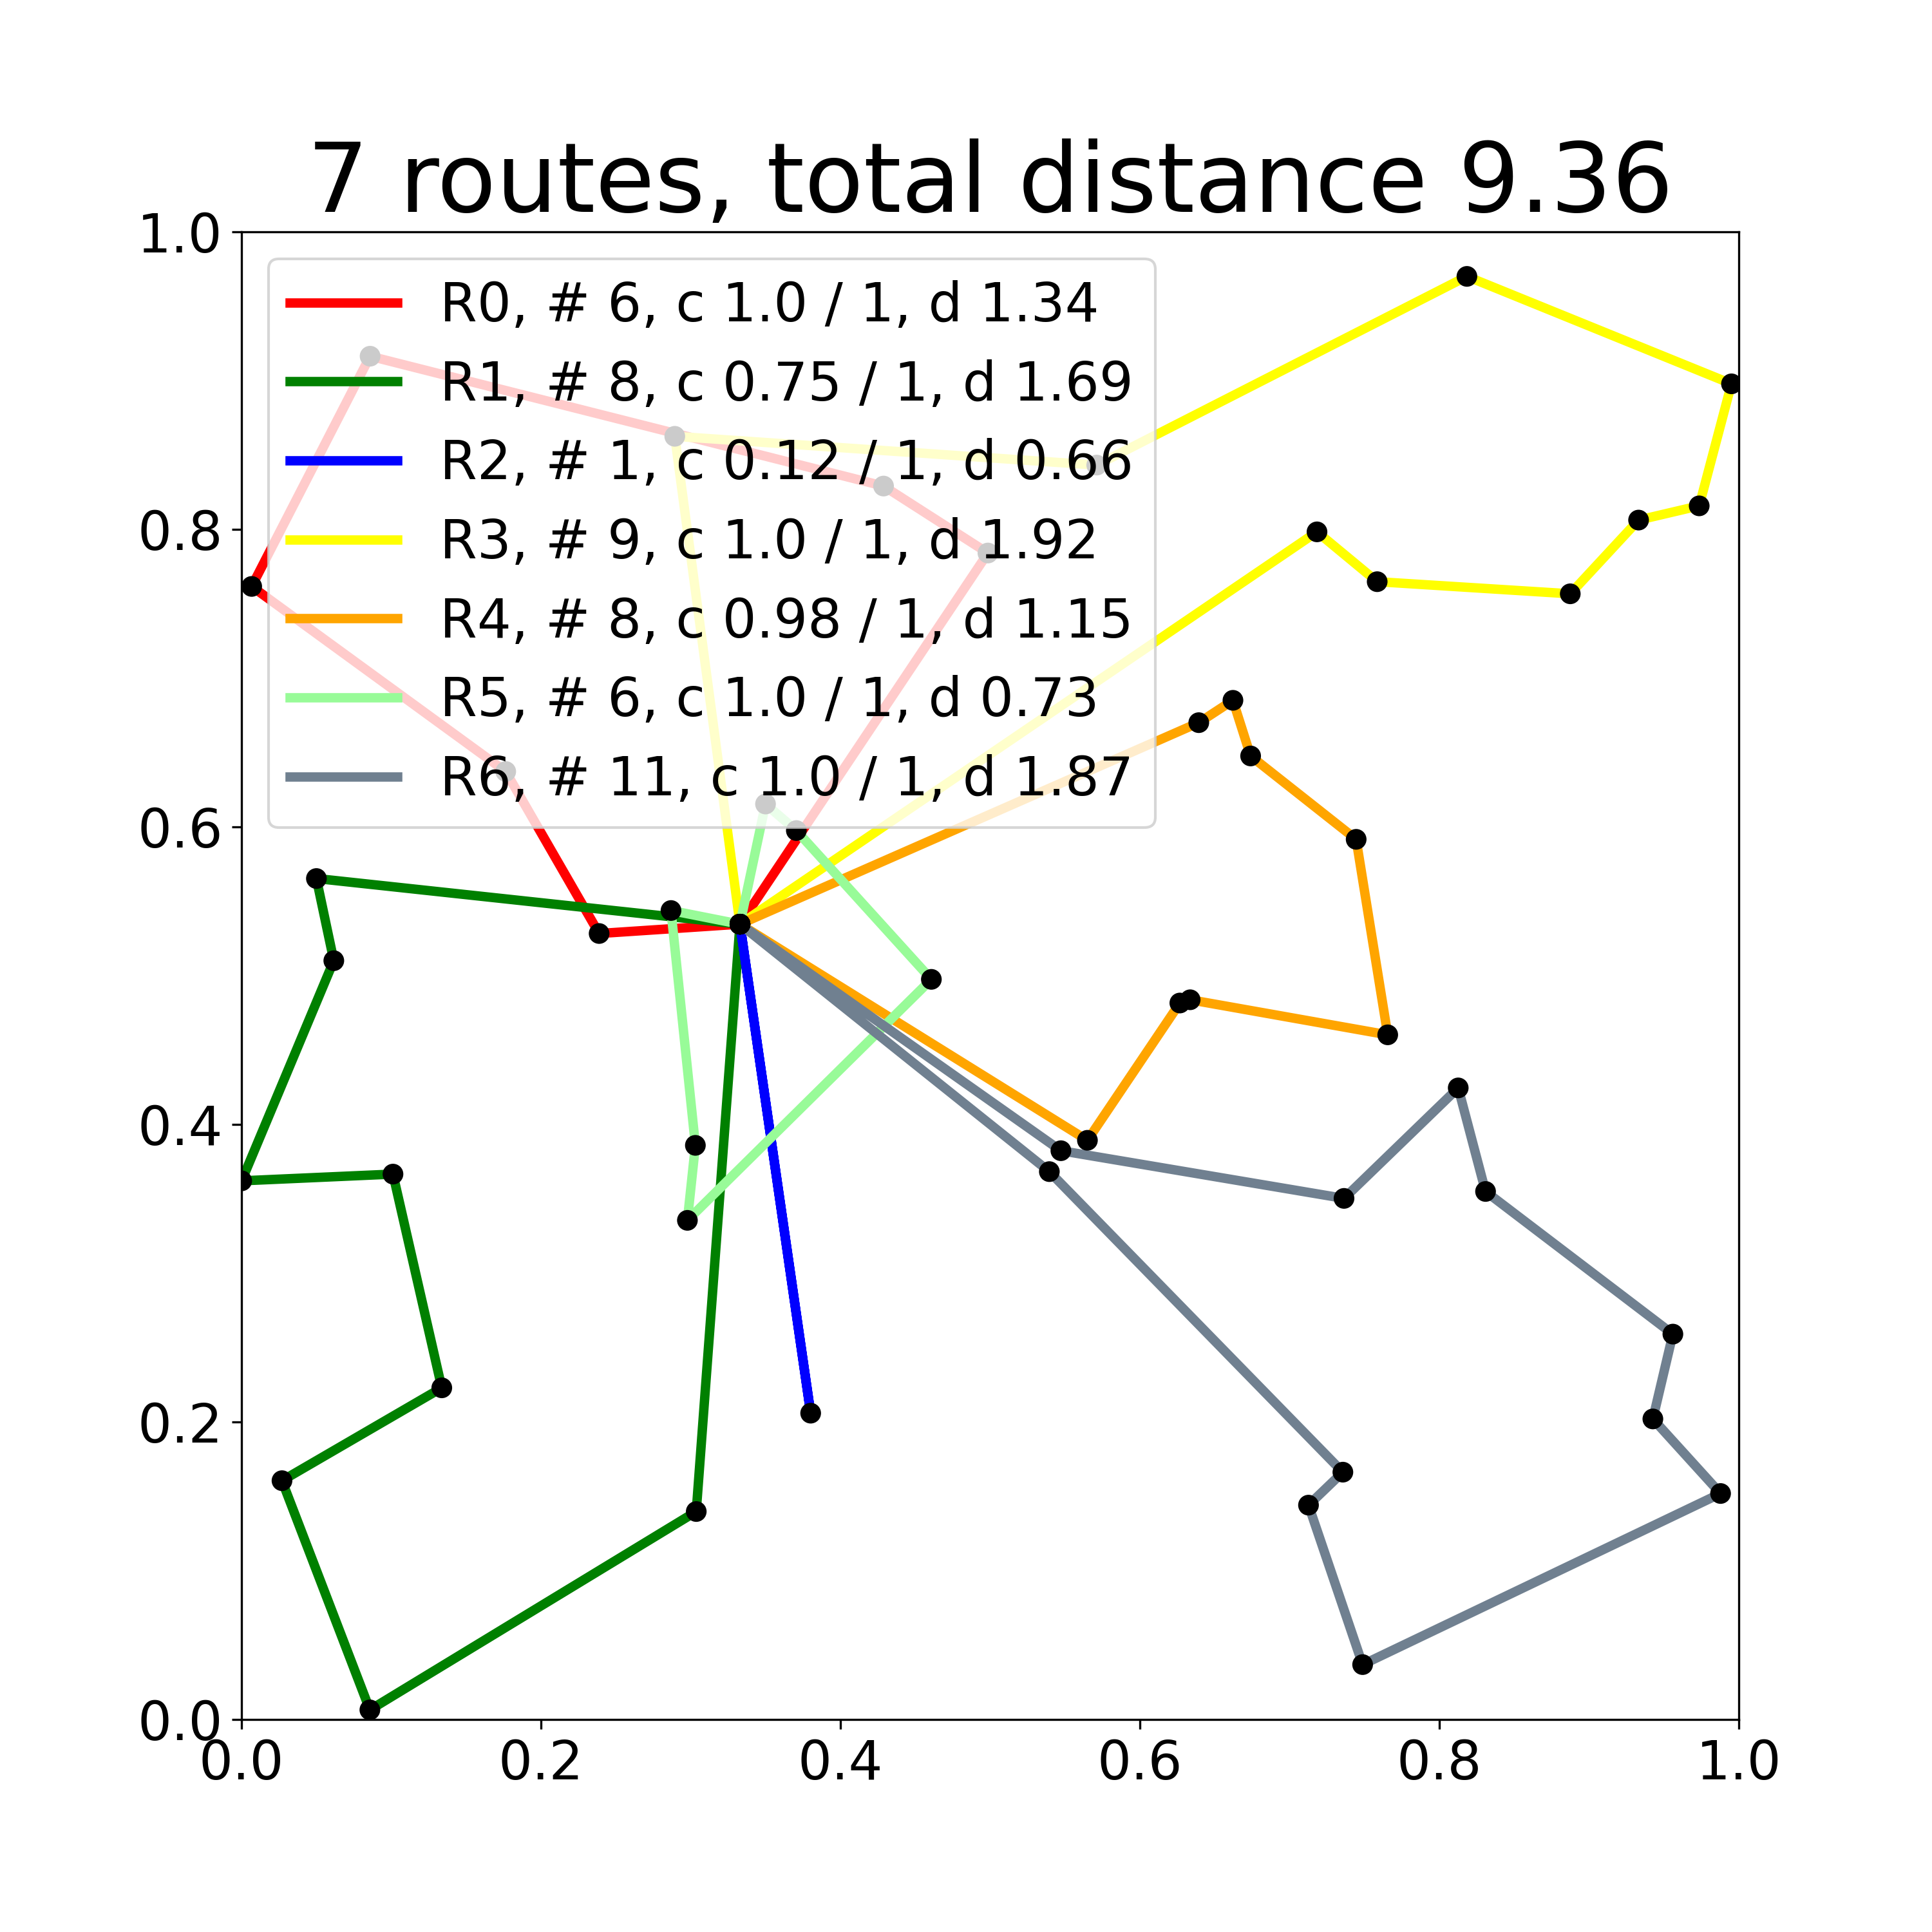 7 routes, total distance 9.36
R0, # 6, c 1.0 / 1, d 1.34
R1, # 8, c 0.75 / 1, d 1.69
R2, # 1, c 0.12 / 1, d 0.66
R3, # 9, c 1.0 / 1, d 1.92
R4, # 8, c 0.98 / 1, d 1.15
R5, # 6, c 1.0 / 1, d 0.73
R6, # 11, c 1.0 / 1, d 1.87
1.0
0.8
0.6
0.4
0.2
0.0
0.0 0.2 0.4 0.6 0.8 1.0